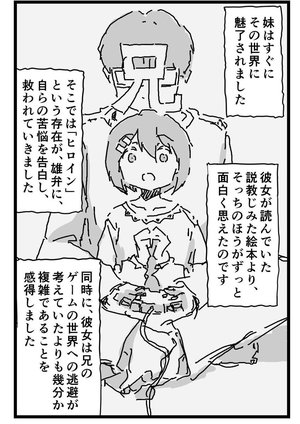 妹はすぐに
その世界に
魅了されました
兄
彼女が読んでいた
説教じみた絵本より、
そっちのほうがずっと
面白く思えたのです
そこでは「ヒロイン」
という存在が、雄弁に、
自らの苦悩を告白し、
救われていきました
同時に、彼女は兄の
ゲームの世界への逃避が
考えていたよりも幾分か
複雑であることを
感得しました